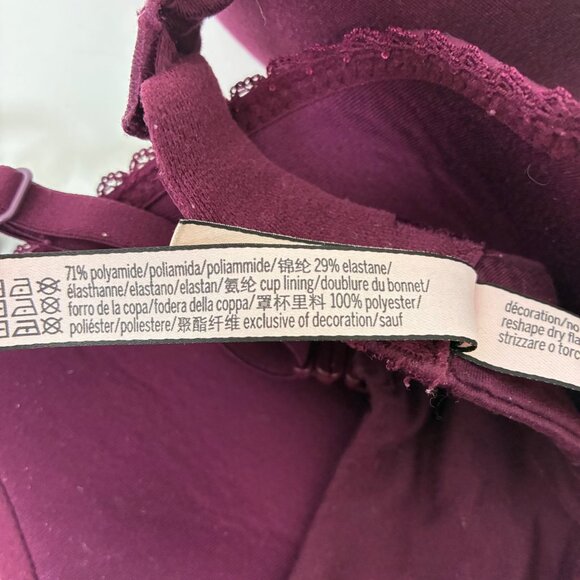 71% polyamide/poliamida/poliammide/锦纶 29% elastane/
élasthanne/elastano/elastan/氨纶 cup lining/doublure du bonnet/
forro de la copa/fodera della coppa/罩杯里料 100% polyester/
poliéster/poliestere/聚酯纤维 exclusive of decoration/sauf
décoration/no
reshape dry fla
strizzare o torc